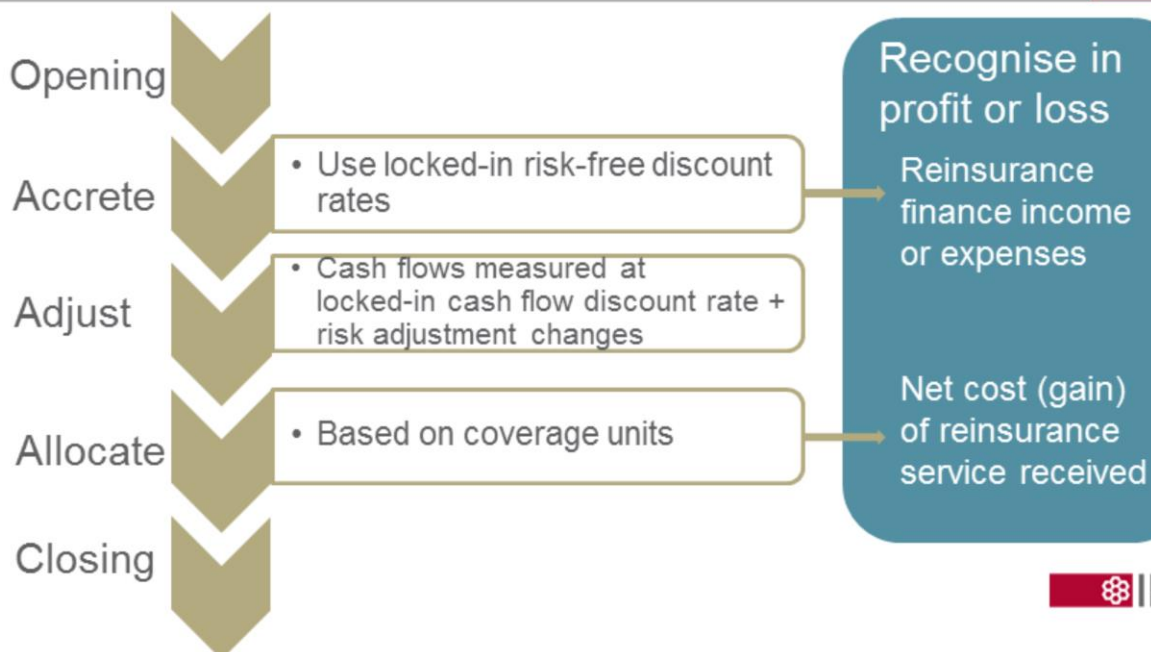 Opening
Accrete
• Use locked-in risk-free discount
rates
Adjust
• Cash flows measured at
locked-in cash flow discount rate +
risk adjustment changes
Allocate
• Based on coverage units
Closing
Recognise in
profit or loss
Reinsurance
finance income
or expenses
Net cost (gain)
of reinsurance
service received